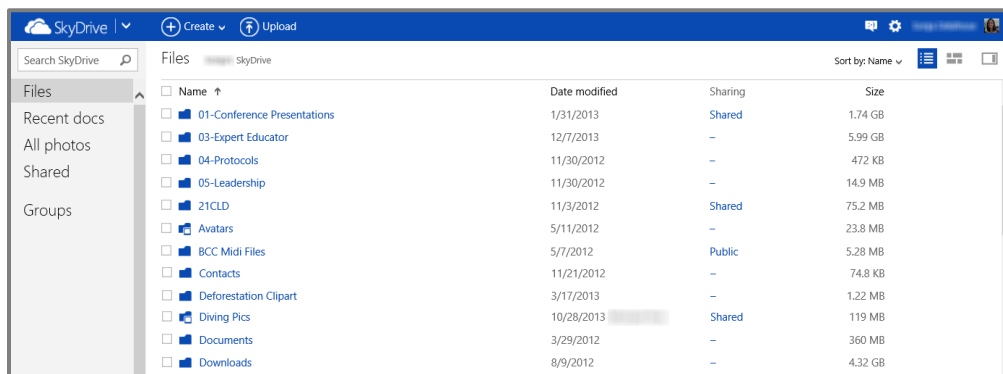 SkyDrive Create Upload
Search SkyDrive
Files SkyDrive Sort by: Name
Files
Recent docs
All photos
Shared
Groups
Name Date modified Sharing Size
01-Conference Presentations 1/31/2013 Shared 1.74 GB
03-Expert Educator 12/7/2013 – 5.99 GB
04-Protocols 11/30/2012 – 472 KB
05-Leadership 11/30/2012 – 14.9 MB
21CLD 11/3/2012 Shared 75.2 MB
Avatars 5/11/2012 – 23.8 MB
BCC Midi Files 5/7/2012 Public 5.28 MB
Contacts 11/21/2012 – 74.8 KB
Deforestation Clipart 3/17/2013 – 1.22 MB
Diving Pics 10/28/2013 Shared 119 MB
Documents 3/29/2012 – 360 MB
Downloads 8/9/2012 – 4.32 GB